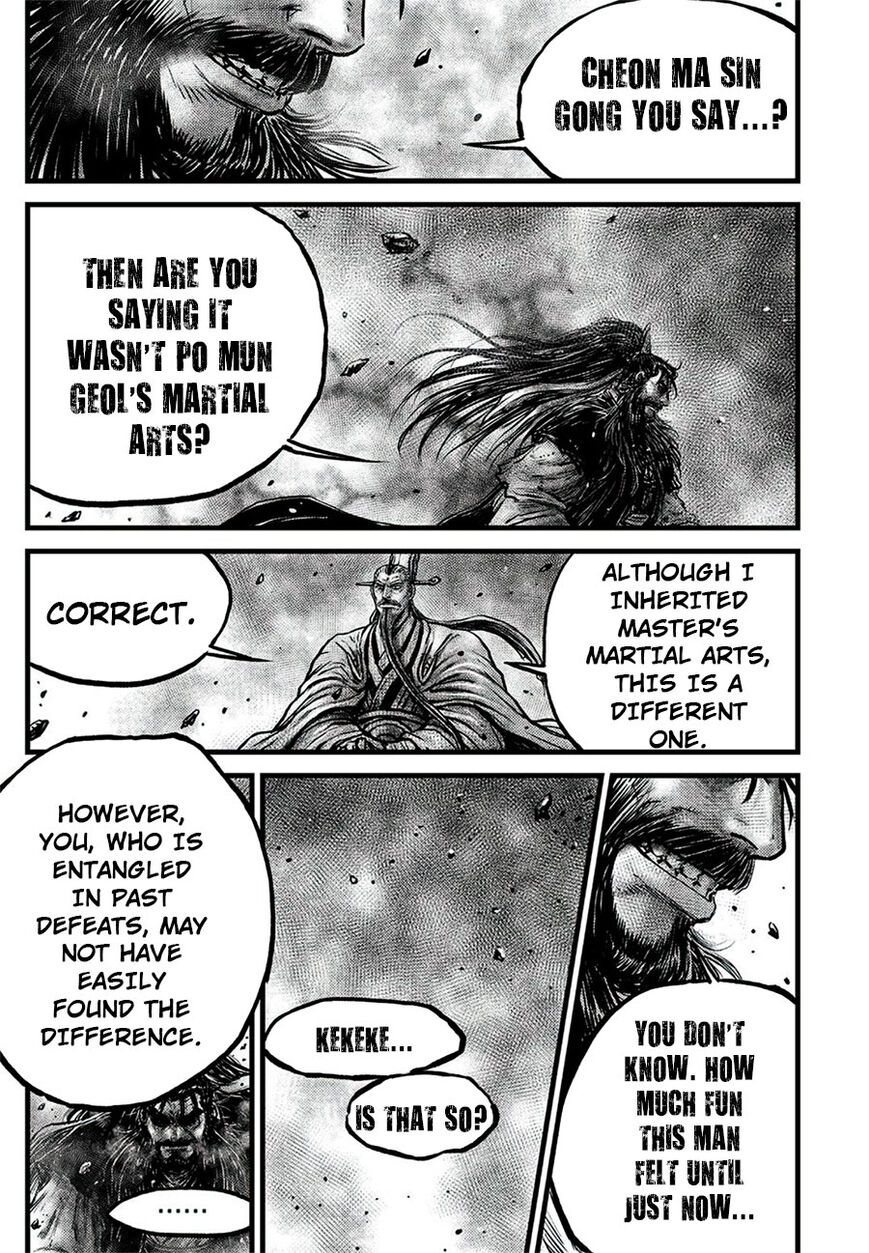 CHEON MA SIN
GONG YOU SAY...?
THEN ARE YOU
SAYING IT
WASN'T PO MUN
GEOL'S MARTIAL
ARTS?
CORRECT.
ALTHOUGH I
INHERITED
MASTER'S
MARTIAL ARTS,
THIS IS A
DIFFERENT
ONE.
HOWEVER,
YOU, WHO IS
ENTANGLED
IN PAST
DEFEATS, MAY
NOT HAVE
EASILY
FOUND THE
DIFFERENCE.
......
KEKEKE...
IS THAT SO?
YOU DON'T
KNOW. HOW
MUCH FUN
THIS MAN
FELT UNTIL
JUST NOW...